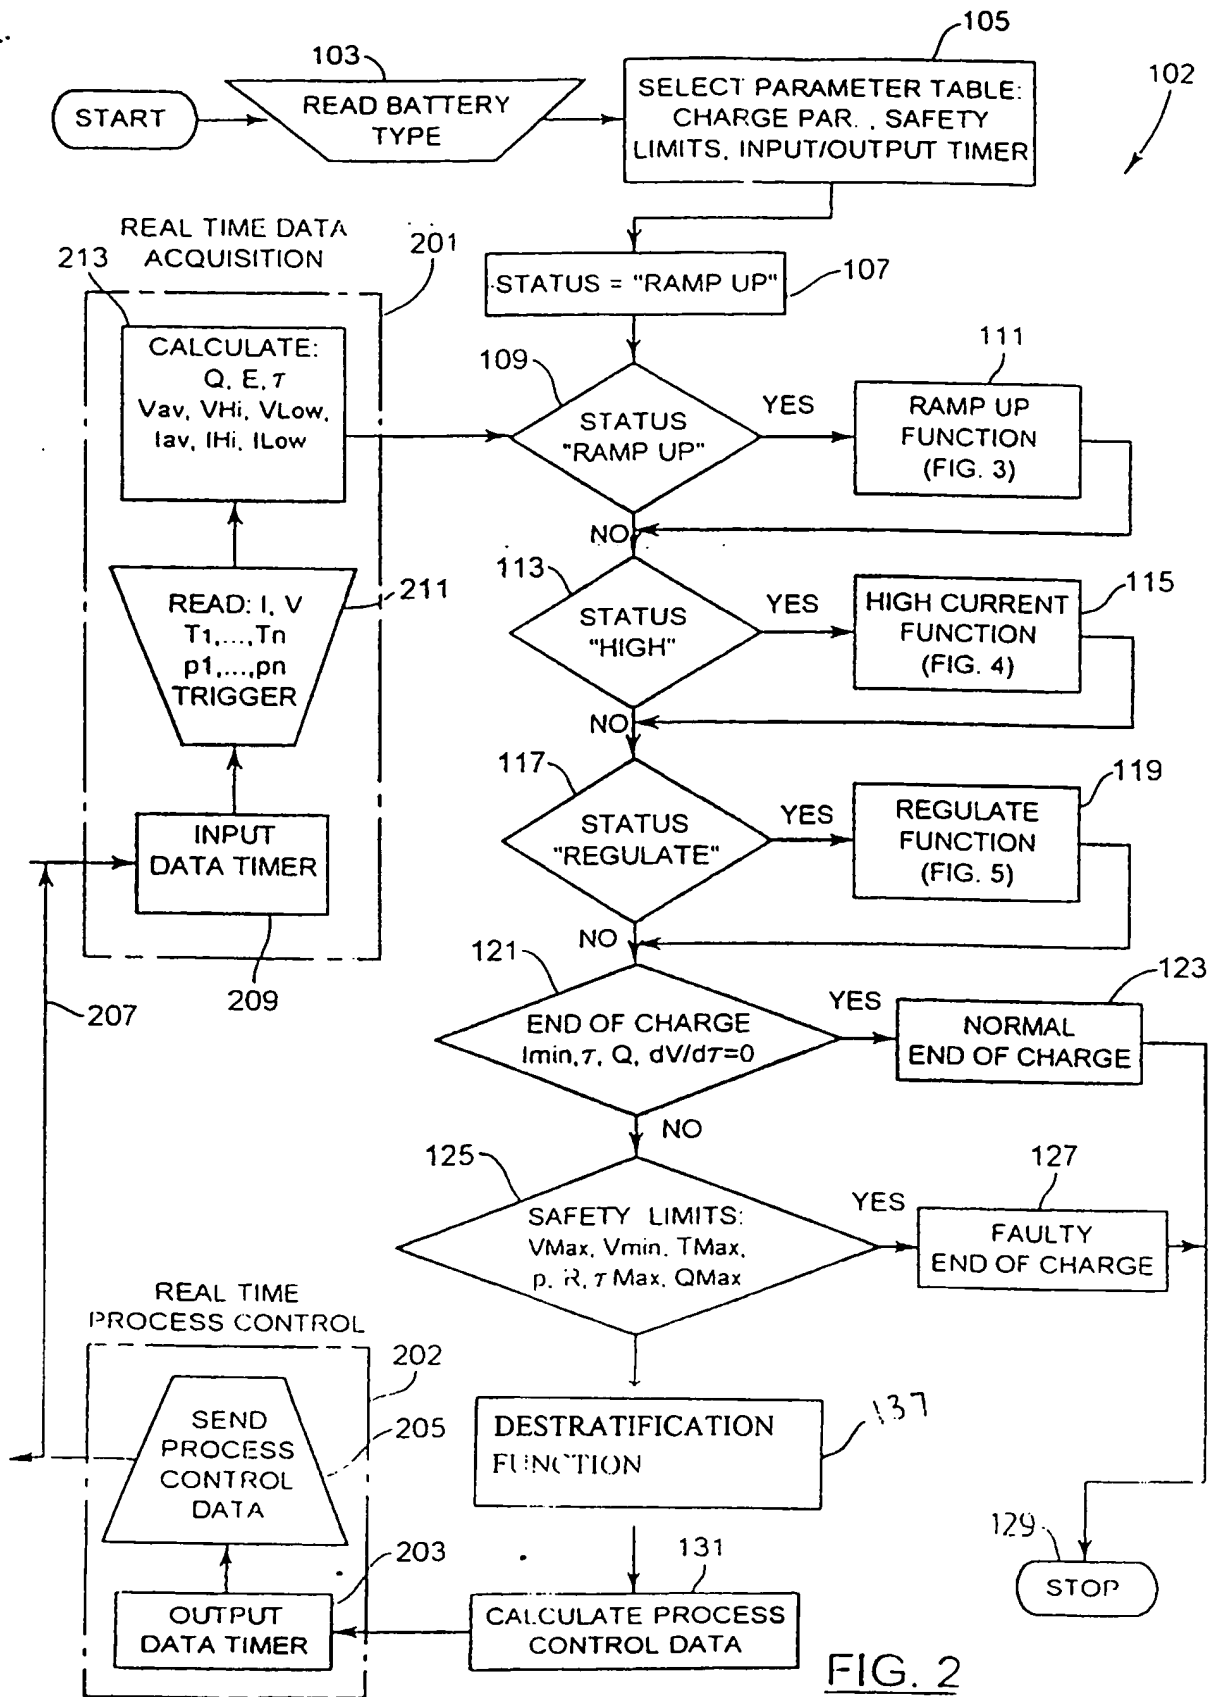 105
103
102
START
READ BATTERY
TYPE
SELECT PARAMETER TABLE:
CHARGE PAR. , SAFETY
LIMITS, INPUT/OUTPUT TIMER
REAL TIME DATA
ACQUISITION
213
201
STATUS = "RAMP UP"
107
CALCULATE:
Q, E, τ
Vav, VHi, VLow,
Iav, IHi, ILow
109
STATUS
"RAMP UP"
YES
111
RAMP UP
FUNCTION
(FIG. 3)
NO
READ: I, V
T1,...,Tn
p1,...,pn
TRIGGER
211
113
STATUS
"HIGH"
YES
HIGH CURRENT
FUNCTION
(FIG. 4)
115
NO
INPUT
DATA TIMER
209
207
117
STATUS
"REGULATE"
YES
REGULATE
FUNCTION
(FIG. 5)
119
NO
121
END OF CHARGE
Imin, τ, Q, dV/dτ=0
YES
NORMAL
END OF CHARGE
123
NO
125
SAFETY LIMITS:
VMax, Vmin, TMax,
p, R, τ Max, QMax
YES
127
FAULTY
END OF CHARGE
REAL TIME
PROCESS CONTROL
202
SEND
PROCESS
CONTROL
DATA
205
DESTRATIFICATION
FUNCTION
137
129
STOP
203
OUTPUT
DATA TIMER
131
CALCULATE PROCESS
CONTROL DATA
FIG. 2